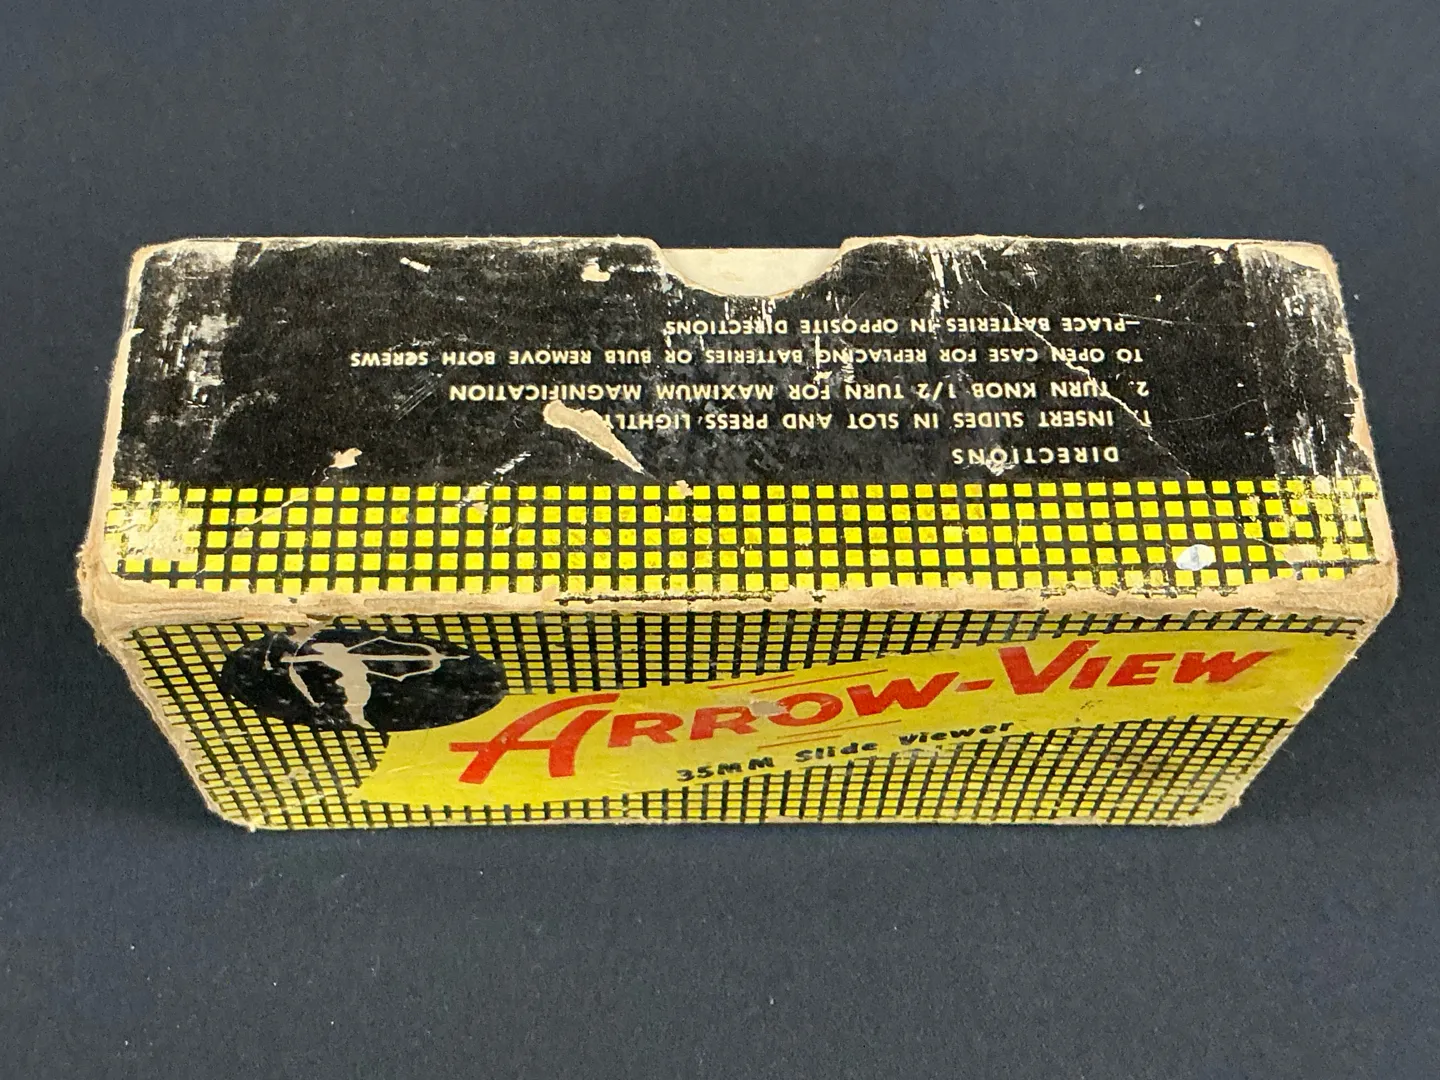 DIRECTIONS
1. INSERT SLIDES IN SLOT AND PRESS LIGHTLY
2. TURN KNOB 1/2 TURN FOR MAXIMUM MAGNIFICATION
TO OPEN CASE FOR REPLACING BATTERIES OR BULB REMOVE BOTH SCREWS
—PLACE BATTERIES IN OPPOSITE DIRECTIONS
ARROW-VIEW
35MM Slide Viewer